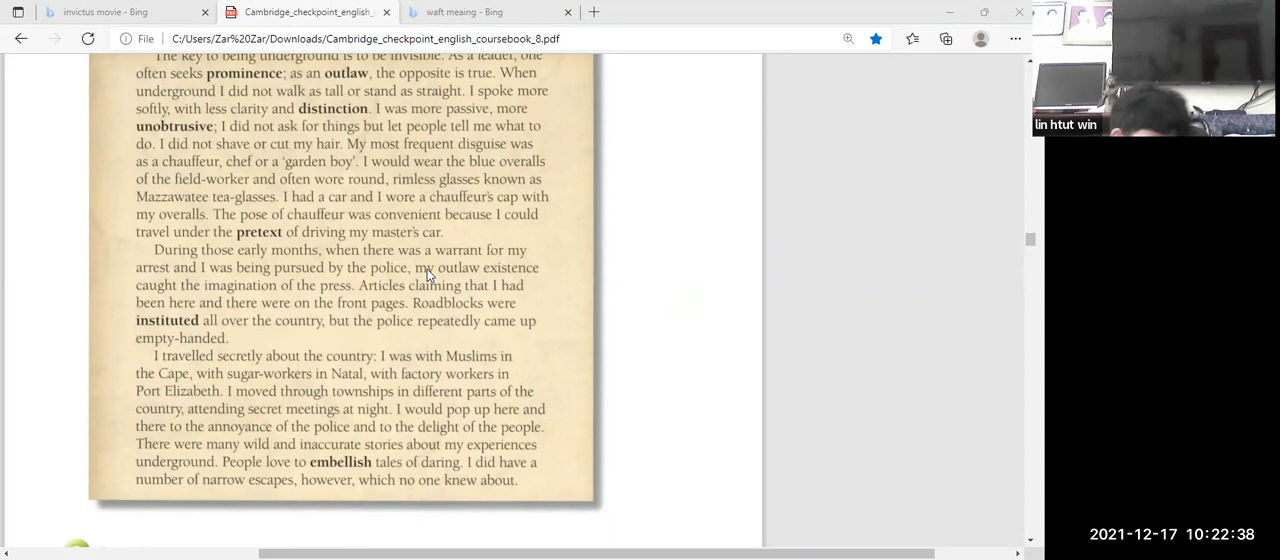 invictus movie - Bing
Cambridge_checkpoint_english_
waft meaing - Bing
File
C:/Users/Zar%20Zar/Downloads/Cambridge_checkpoint_english_coursebook_8.pdf
The key to being underground is to be invisible. As a leader, one
often seeks prominence; as an outlaw, the opposite is true. When
underground I did not walk as tall or stand as straight. I spoke more
softly, with less clarity and distinction. I was more passive, more
unobtrusive; I did not ask for things but let people tell me what to
do. I did not shave or cut my hair. My most frequent disguise was
as a chauffeur, chef or a ‘garden boy’. I would wear the blue overalls
of the field-worker and often wore round, rimless glasses known as
Mazzawatee tea-glasses. I had a car and I wore a chauffeur’s cap with
my overalls. The pose of chauffeur was convenient because I could
travel under the pretext of driving my master’s car.
During those early months, when there was a warrant for my
arrest and I was being pursued by the police, my outlaw existence
caught the imagination of the press. Articles claiming that I had
been here and there were on the front pages. Roadblocks were
instituted all over the country, but the police repeatedly came up
empty-handed.
I travelled secretly about the country: I was with Muslims in
the Cape, with sugar-workers in Natal, with factory workers in
Port Elizabeth. I moved through townships in different parts of the
country, attending secret meetings at night. I would pop up here and
there to the annoyance of the police and to the delight of the people.
There were many wild and inaccurate stories about my experiences
underground. People love to embellish tales of daring. I did have a
number of narrow escapes, however, which no one knew about.
lin htut win
2021-12-17 10:22:38